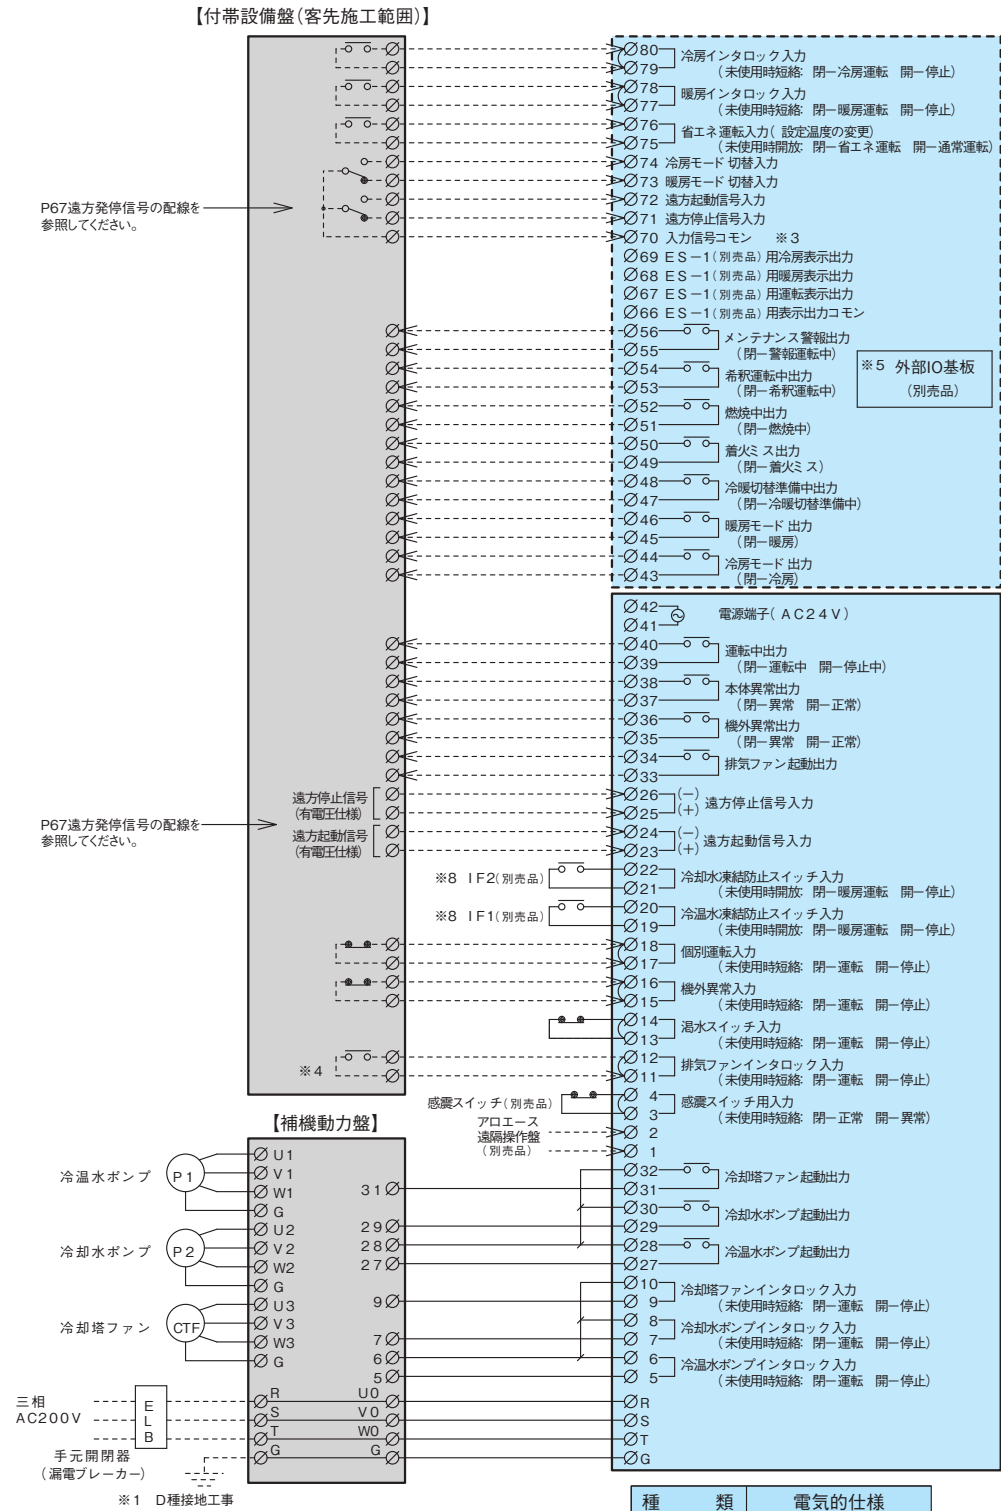 【付帯設備盤(客先施工範囲)】
80 冷房インタロック入力
79 (未使用時短絡: 閉ー冷房運転 開ー停止)
78 暖房インタロック入力
77 (未使用時短絡: 閉ー暖房運転 開ー停止)
76 省エネ運転入力( 設定温度の変更)
75 (未使用時開放: 閉ー省エネ運転 開ー通常運転)
74 冷房モード 切替入力
73 暖房モード 切替入力
72 遠方起動信号入力
71 遠方停止信号入力
70 入力信号コモン ※3
P67遠方発停信号の配線を
参照してください。
69 ES-1(別売品)用冷房表示出力
68 ES-1(別売品)用暖房表示出力
67 ES-1(別売品)用運転表示出力
66 ES-1(別売品)用表示出力コモン
56 メンテナンス警報出力
55 (閉ー警報運転中)
※5 外部IO基板
(別売品)
54 希釈運転中出力
53 (閉ー希釈運転中)
52 燃焼中出力
51 (閉ー燃焼中)
50 着火ミス出力
49 (閉ー着火ミス)
48 冷暖切替準備中出力
47 (閉ー冷暖切替準備中)
46 暖房モード 出力
45 (閉ー暖房)
44 冷房モード 出力
43 (閉ー冷房)
42 電源端子( AC24V)
41
40 運転中出力
39 (閉ー運転中 開ー停止中)
38 本体異常出力
37 (閉ー異常 開ー正常)
36 機外異常出力
35 (閉ー異常 開ー正常)
34 排気ファン起動出力
33
遠方停止信号
(有電圧仕様)
26 (−) 遠方停止信号入力
25 (+)
P67遠方発停信号の配線を
参照してください。
遠方起動信号
(有電圧仕様)
24 (−) 遠方起動信号入力
23 (+)
※8 IF2(別売品)
22 冷却水凍結防止スイッチ入力
21 (未使用時開放: 閉ー暖房運転 開ー停止)
※8 IF1(別売品)
20 冷温水凍結防止スイッチ入力
19 (未使用時開放: 閉ー暖房運転 開ー停止)
18 個別運転入力
17 (未使用時短絡: 閉ー運転 開ー停止)
16 機外異常入力
15 (未使用時短絡: 閉ー運転 開ー停止)
14 渇水スイッチ入力
13 (未使用時短絡: 閉ー運転 開ー停止)
※4
12 排気ファンインタロック入力
11 (未使用時短絡: 閉ー運転 開ー停止)
感震スイッチ(別売品)
4 感震スイッチ用入力
3 (未使用時短絡: 閉ー正常 開ー異常)
アロエース
遠隔操作盤
(別売品)
2
1
【補機動力盤】
冷温水ポンプ P1
U1
V1
W1
G
31
32 冷却塔ファン起動出力
31
冷却水ポンプ P2
U2
V2
W2
G
29
28
27
30 冷却水ポンプ起動出力
29
28 冷温水ポンプ起動出力
27
冷却塔ファン CTF
U3
V3
W3
G
9
7
6
5
10 冷却塔ファンインタロック入力
9 (未使用時短絡: 閉ー運転 開ー停止)
8 冷却水ポンプインタロック入力
7 (未使用時短絡: 閉ー運転 開ー停止)
6 冷温水ポンプインタロック入力
5 (未使用時短絡: 閉ー運転 開ー停止)
三相
AC200V
E
L
B
R U0 R
S V0 S
T W0 T
G G G
手元開閉器
(漏電ブレーカー)
※1 D種接地工事
種 類 電気的仕様